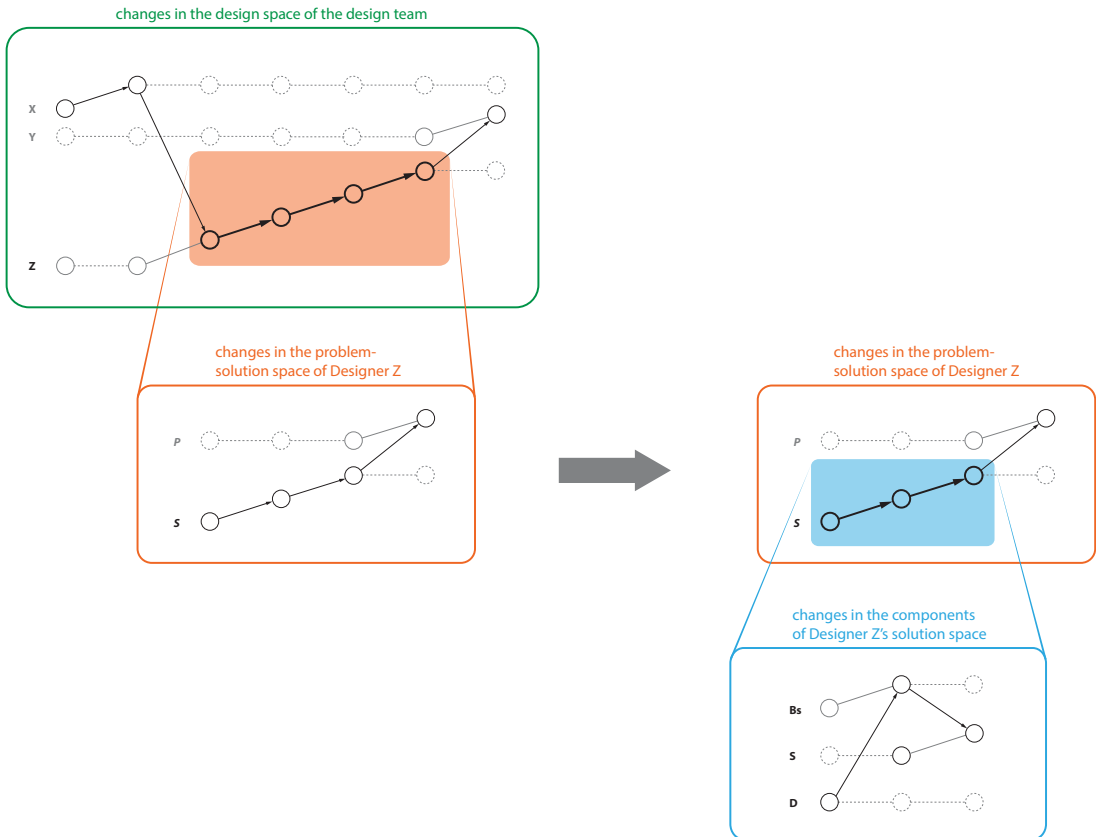 changes in the design space of the design team
X
Y
Z
changes in the problem-
solution space of Designer Z
P
S
changes in the problem-
solution space of Designer Z
P
S
changes in the components
of Designer Z’s solution space
Bs
S
D